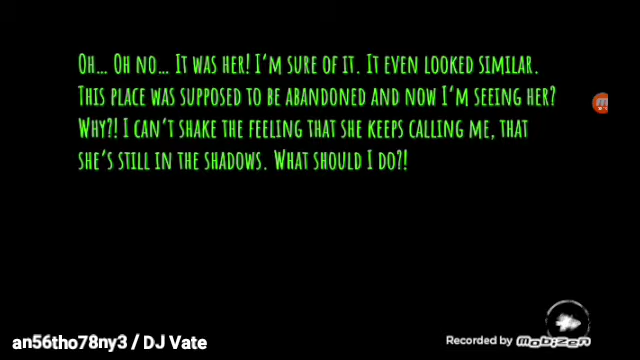 Oh... Oh no... It was her! I'm sure of it. It even looked similar.
This place was supposed to be abandoned and now I'm seeing her?
Why?! I can't shake the feeling that she keeps calling me, that
she's still in the shadows. What should I do?!
an56tho78ny3 / DJ Vate
Recorded by Mobizen